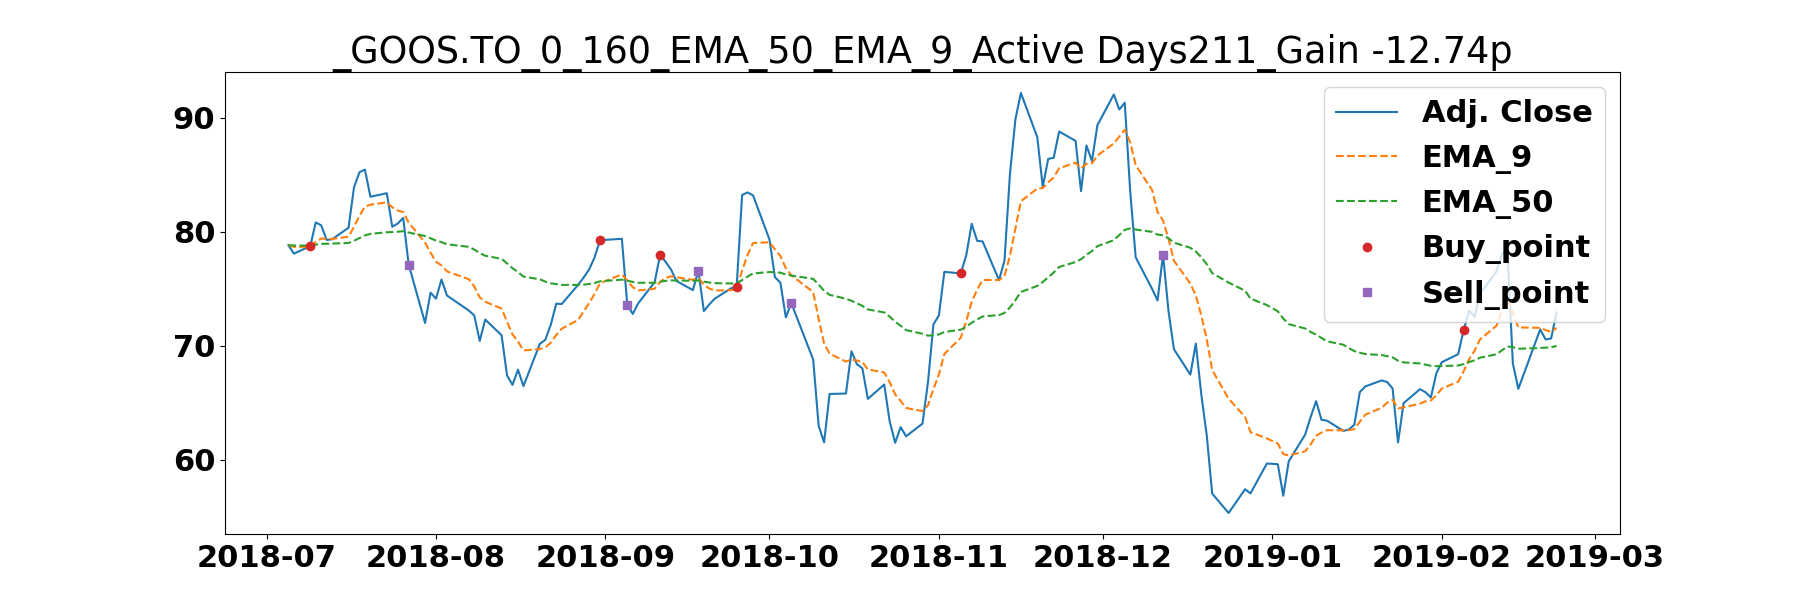 _GOOS.TO_0_160_EMA_50_EMA_9_Active Days211_Gain -12.74p
90
80
70
60
Adj. Close
EMA_9
EMA_50
Buy_point
Sell_point
2018-07 2018-08 2018-09 2018-10 2018-11 2018-12 2019-01 2019-02 2019-03